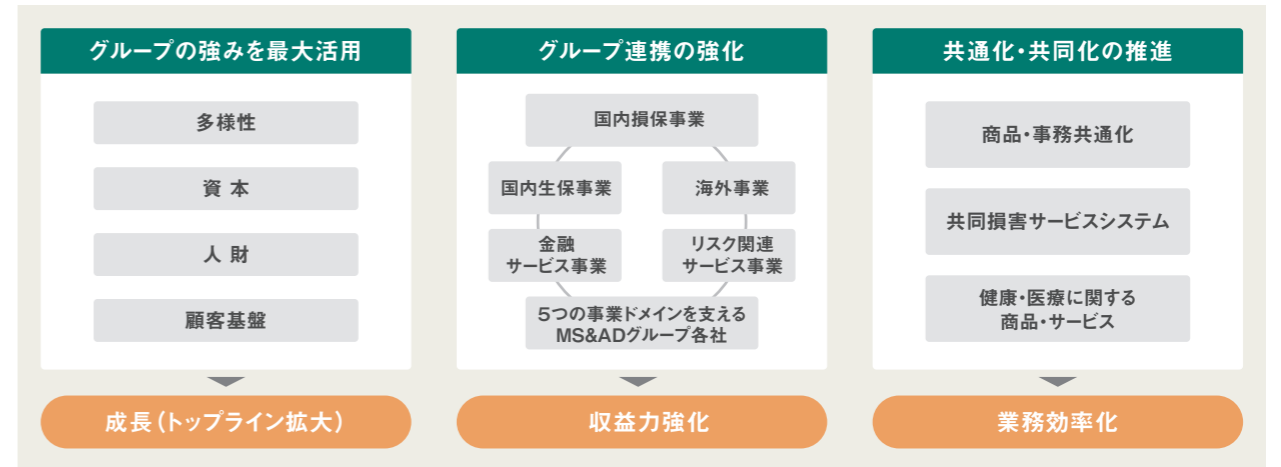 グループの強みを最大活用
多様性
資本
人財
顧客基盤
成長（トップライン拡大）
グループ連携の強化
国内損保事業
国内生保事業
海外事業
金融
サービス事業
リスク関連
サービス事業
5つの事業ドメインを支える
MS&ADグループ各社
収益力強化
共通化・共同化の推進
商品・事務共通化
共同損害サービスシステム
健康・医療に関する
商品・サービス
業務効率化